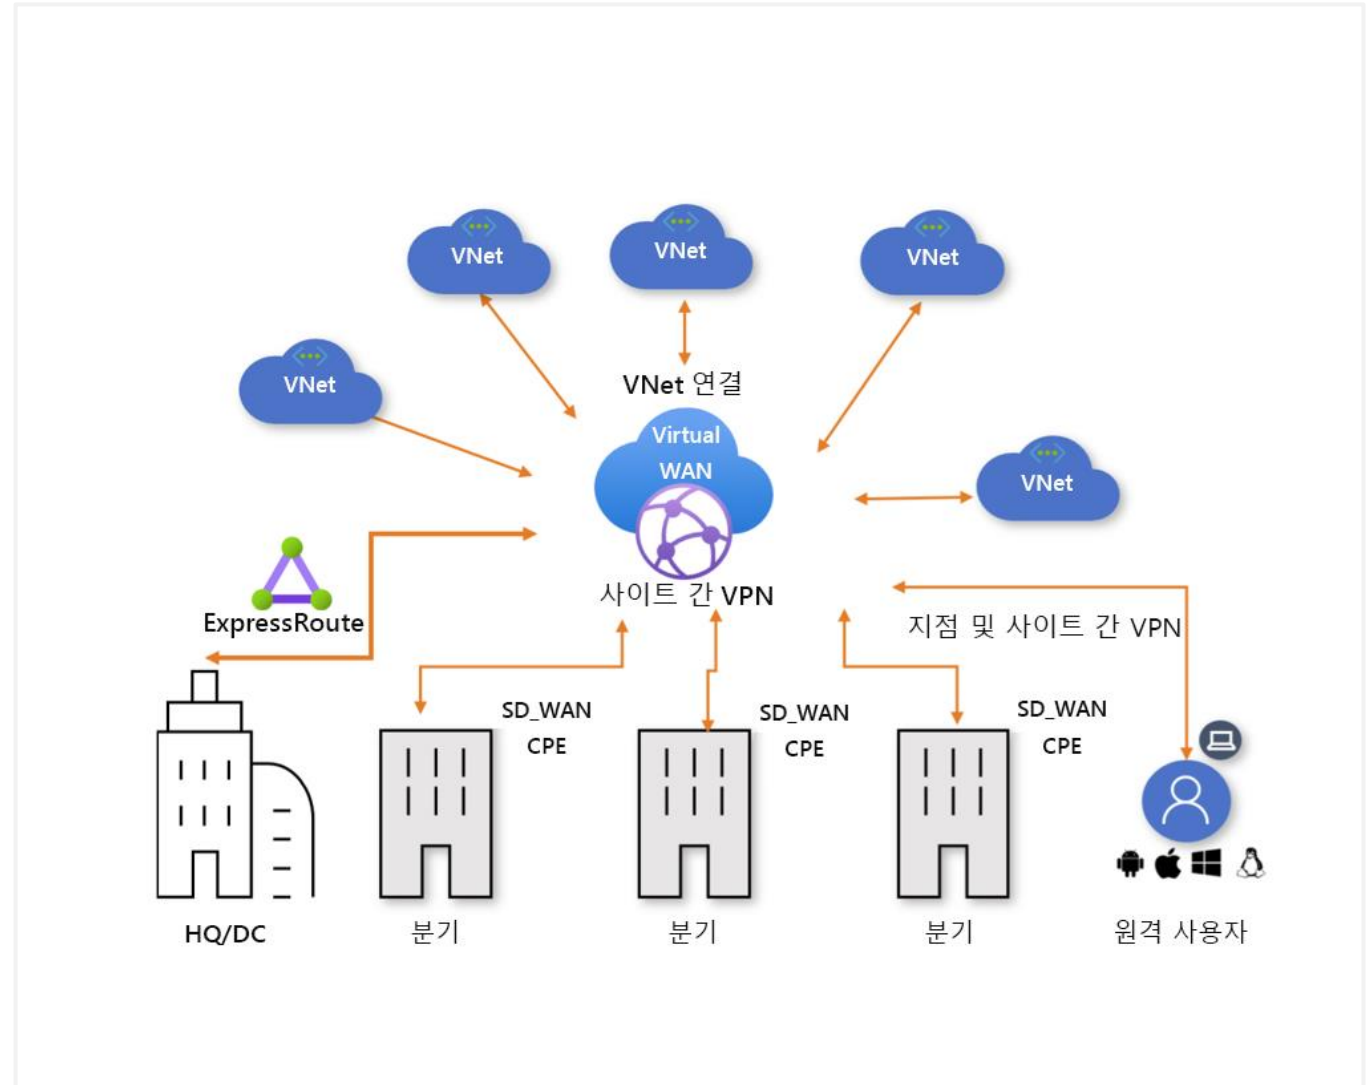 VNet
VNet
VNet
VNet
VNet 연결
Virtual
WAN
VNet
사이트 간 VPN
ExpressRoute
지점 및 사이트 간 VPN
SD_WAN
CPE
SD_WAN
CPE
SD_WAN
CPE
HQ/DC
분기
분기
분기
원격 사용자